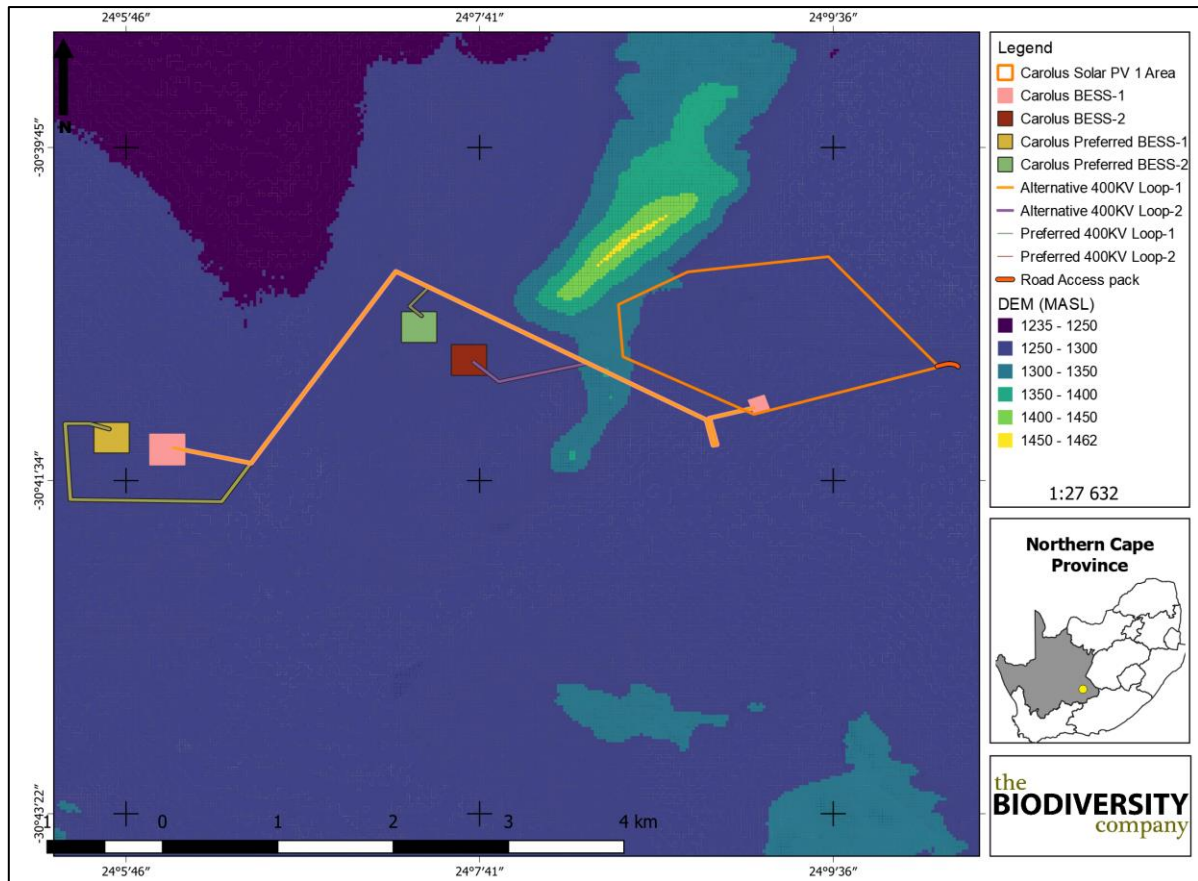 24°5'46"
24°7'41"
24°9'36"
-30°39'45"
-30°41'34"
-30°43'22"
N
1 0 1 2 3 4 km
24°5'46"
24°7'41"
24°9'36"
Legend
Carolus Solar PV 1 Area
Carolus BESS-1
Carolus BESS-2
Carolus Preferred BESS-1
Carolus Preferred BESS-2
Alternative 400KV Loop-1
Alternative 400KV Loop-2
Preferred 400KV Loop-1
Preferred 400KV Loop-2
Road Access pack
DEM (MASL)
1235 - 1250
1250 - 1300
1300 - 1350
1350 - 1400
1400 - 1450
1450 - 1462
1:27 632
Northern Cape
Province
the
BIODIVERSITY
company